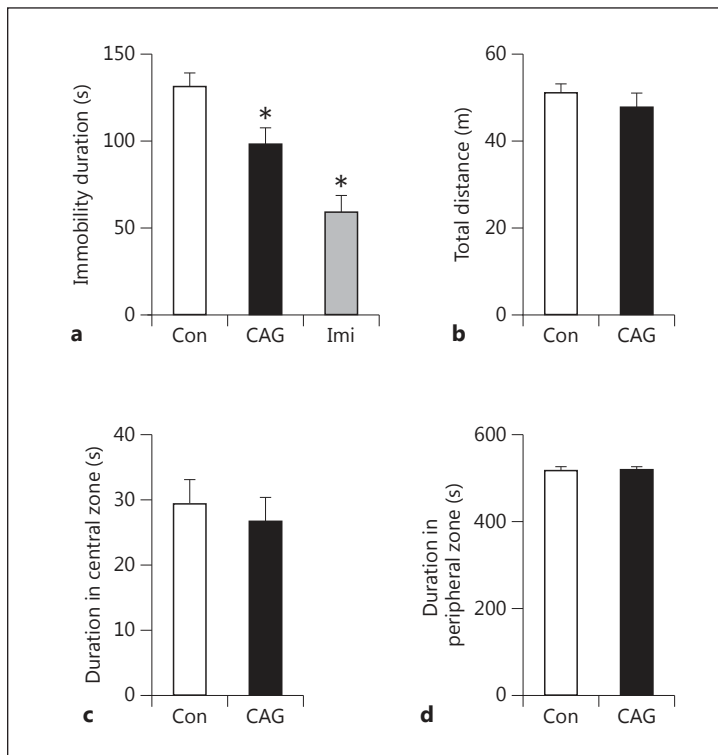 150
100
50
0
Immobility duration (s)
*
*
a
Con CAG Imi
60
40
20
0
Total distance (m)
b
Con CAG
40
30
20
10
0
Duration in central zone (s)
c
Con CAG
600
400
200
0
Duration in
peripheral zone (s)
d
Con CAG